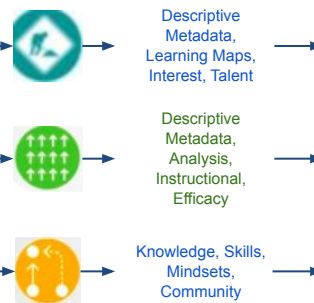 Descriptive
Metadata,
Learning Maps,
Interest, Talent
Descriptive
Metadata,
Analysis,
Instructional,
Efficacy
Knowledge, Skills,
Mindsets,
Community